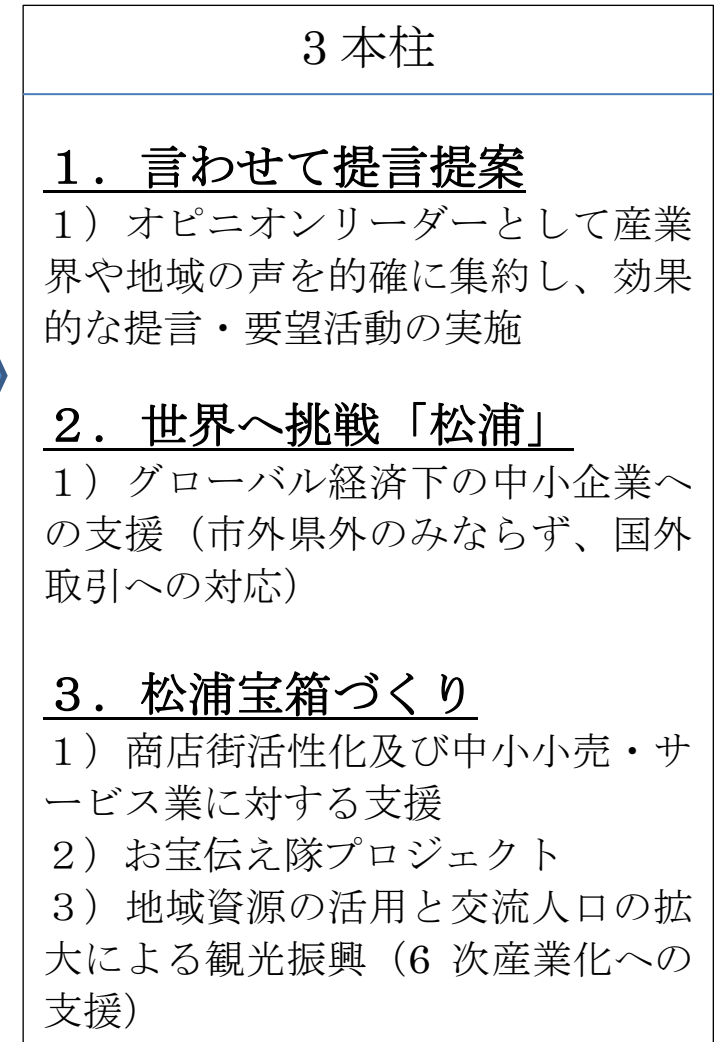 3 本柱
１．言わせて提言提案
１）オピニオンリーダーとして産業
界や地域の声を的確に集約し、効果
的な提言・要望活動の実施
２．世界へ挑戦「松浦」
１）グローバル経済下の中小企業へ
の支援（市外県外のみならず、国外
取引への対応）
３．松浦宝箱づくり
１）商店街活性化及び中小小売・サ
ービス業に対する支援
２）お宝伝え隊プロジェクト
３）地域資源の活用と交流人口の拡
大による観光振興（6 次産業化への
支援）